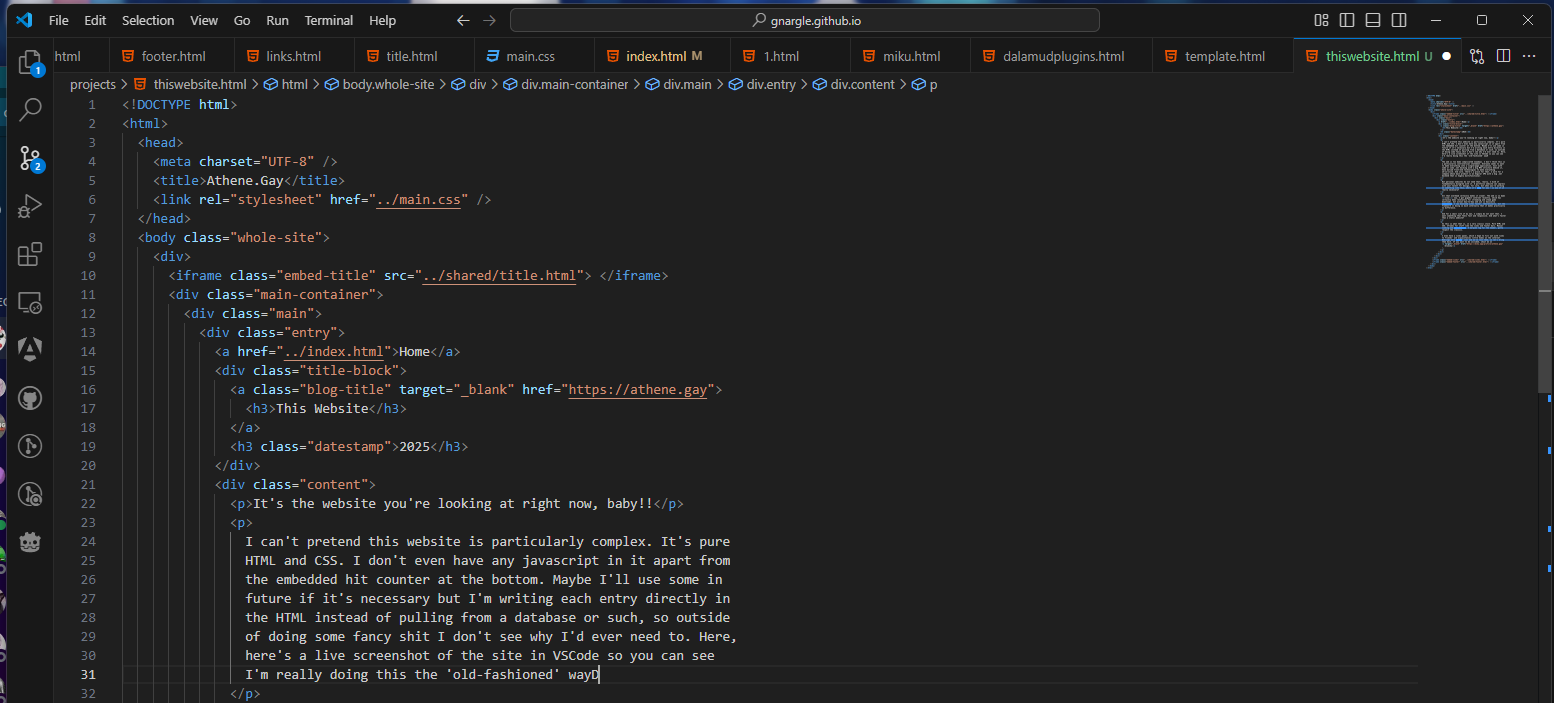 File Edit Selection View Go Run Terminal Help gnargle.github.io
html footer.html links.html title.html main.css index.html M 1.html miku.html dalamudplugins.html template.html thiswebsite.html U
projects > thiswebsite.html > html > body.whole-site > div > div.main-container > div.main > div.entry > div.content > p
1 <!DOCTYPE html>
2 <html>
3 <head>
4 <meta charset="UTF-8" />
5 <title>Athene.Gay</title>
6 <link rel="stylesheet" href="../main.css" />
7 </head>
8 <body class="whole-site">
9 <div>
10 <iframe class="embed-title" src="../shared/title.html"> </iframe>
11 <div class="main-container">
12 <div class="main">
13 <div class="entry">
14 <a href="../index.html">Home</a>
15 <div class="title-block">
16 <a class="blog-title" target="_blank" href="https://athene.gay">
17 <h3>This Website</h3>
18 </a>
19 <h3 class="datestamp">2025</h3>
20 </div>
21 <div class="content">
22 <p>It's the website you're looking at right now, baby!!</p>
23 <p>
24 I can't pretend this website is particularly complex. It's pure
25 HTML and CSS. I don't even have any javascript in it apart from
26 the embedded hit counter at the bottom. Maybe I'll use some in
27 future if it's necessary but I'm writing each entry directly in
28 the HTML instead of pulling from a database or such, so outside
29 of doing some fancy shit I don't see why I'd ever need to. Here,
30 here's a live screenshot of the site in VSCode so you can see
31 I'm really doing this the 'old-fashioned' wayD
32 </p>
1
2